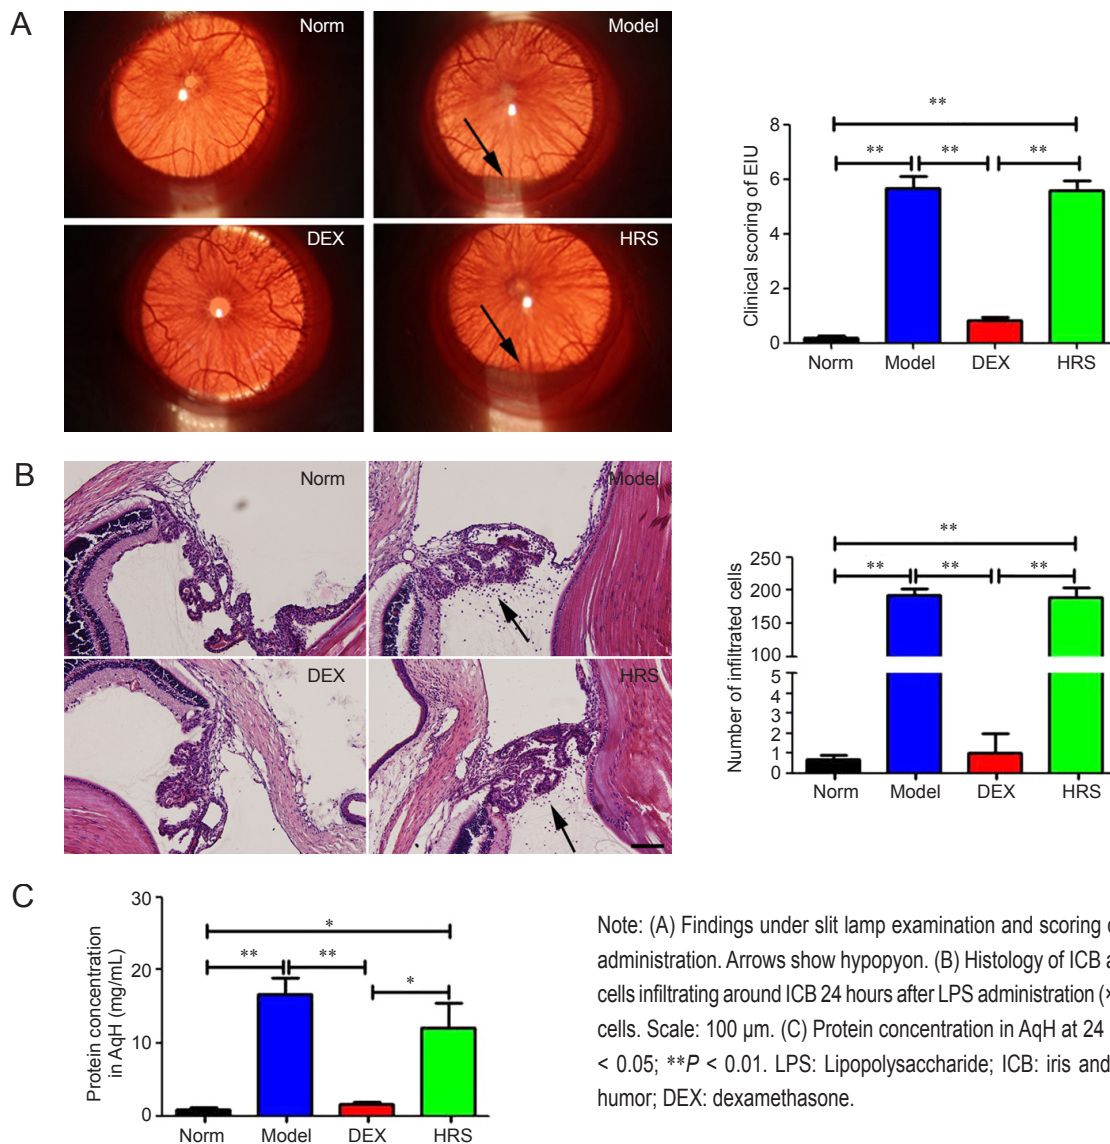 A
Norm
Model
DEX
HRS
Clinical scoring of EIU
8
6
4
2
0
**
** ** **
Norm Model DEX HRS
B
Norm
Model
DEX
HRS
Number of infiltrated cells
250
200
150
100
5
4
3
2
1
0
**
** ** **
Norm Model DEX HRS
C
Protein concentration
in AqH (mg/mL)
30
20
10
0
*
** ** *
Norm Model DEX HRS
Note: (A) Findings under slit lamp examination and scoring
administration. Arrows show hypopyon. (B) Histology of ICB
cells infiltrating around ICB 24 hours after LPS administration
cells. Scale: 100 µm. (C) Protein concentration in AqH at 24
< 0.05; **P < 0.01. LPS: Lipopolysaccharide; ICB: iris and
humor; DEX: dexamethasone.